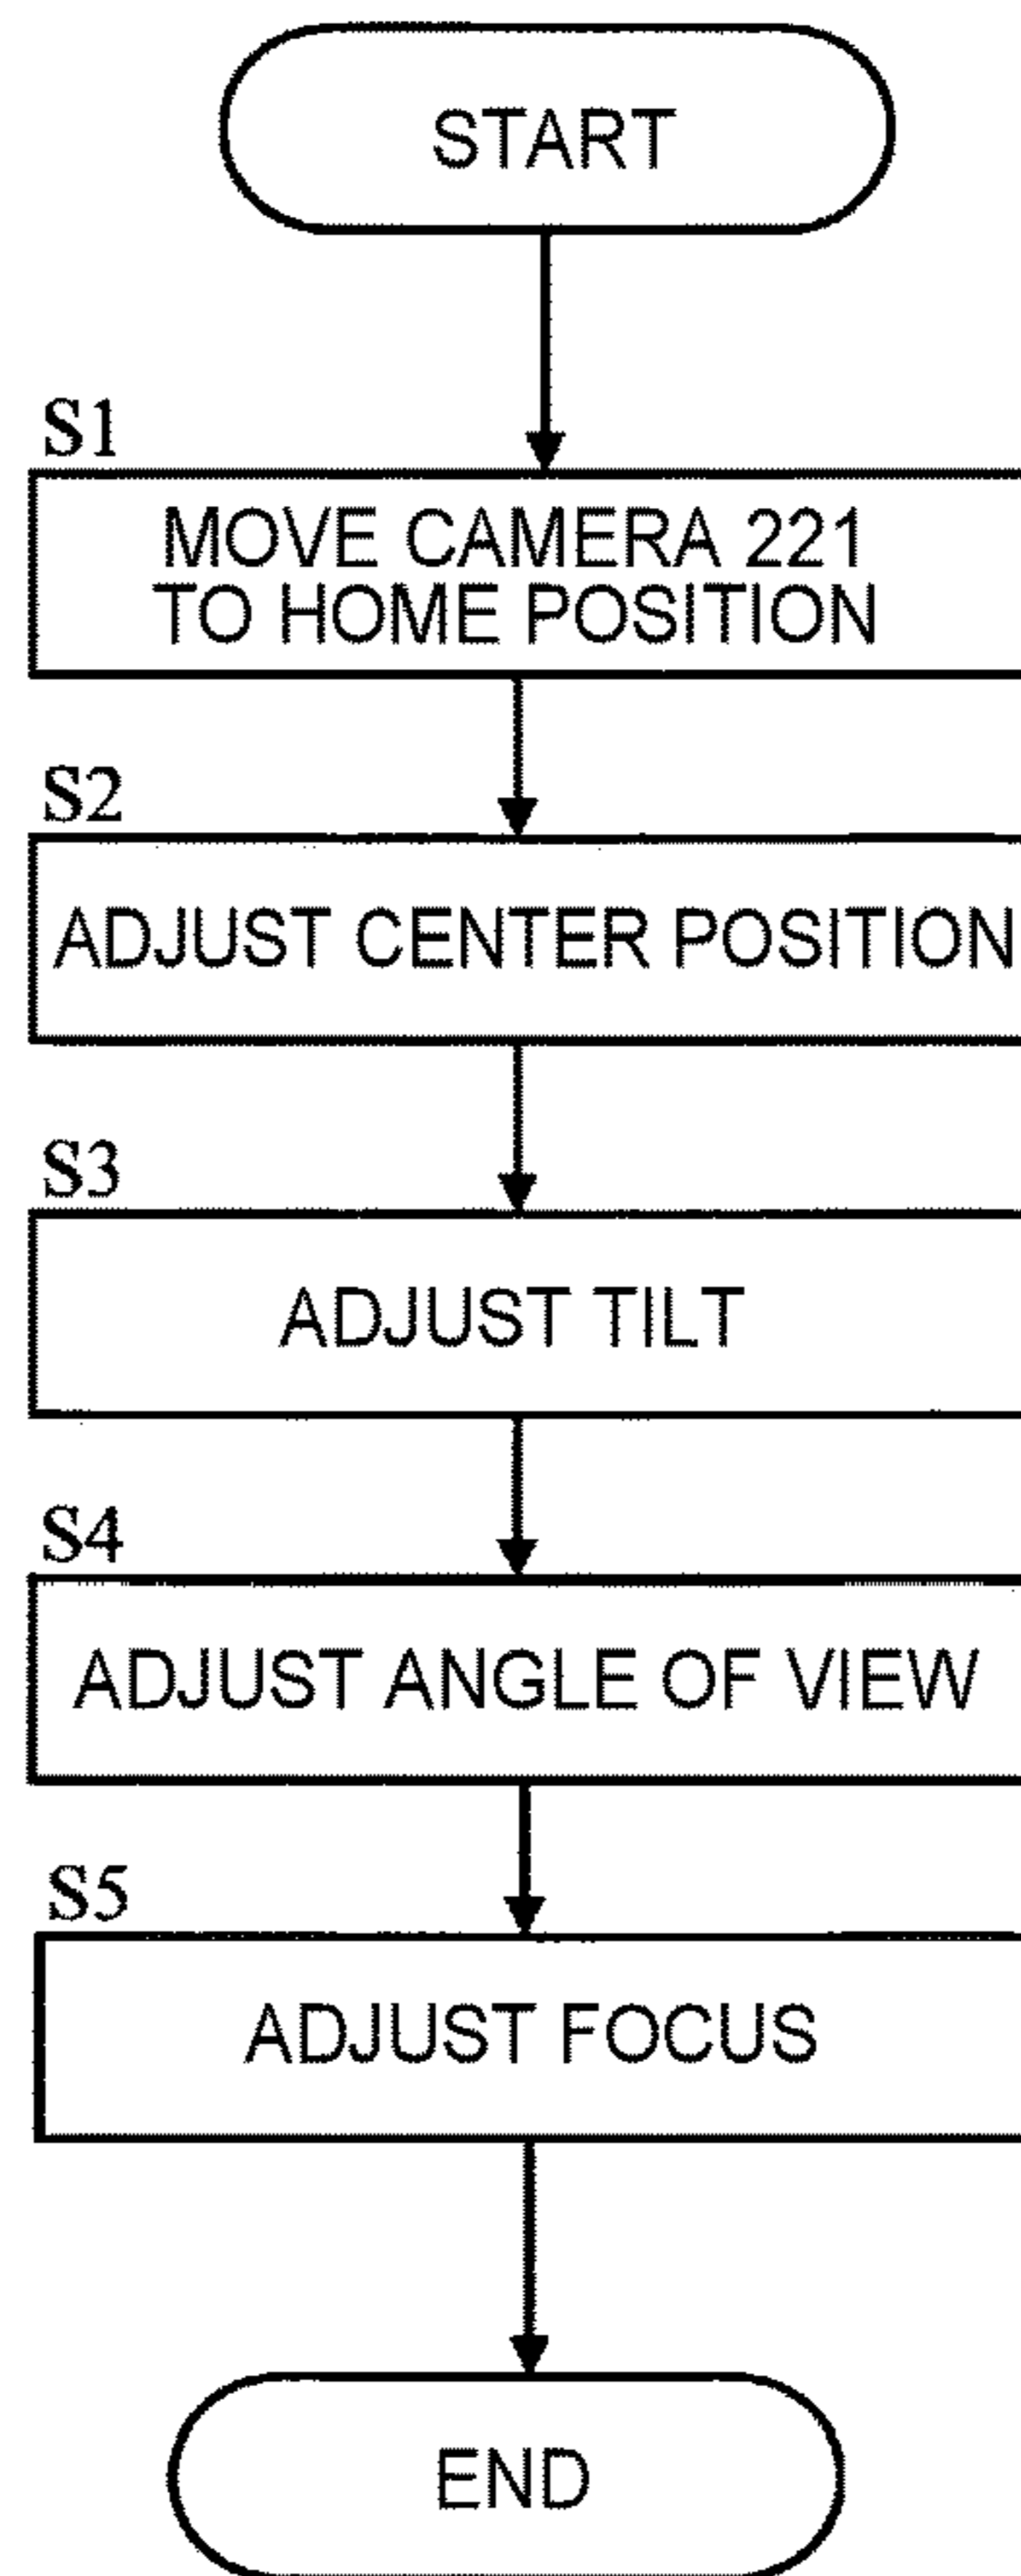 START
S1
MOVE CAMERA 221
TO HOME POSITION
S2
ADJUST CENTER POSITION
S3
ADJUST TILT
S4
ADJUST ANGLE OF VIEW
S5
ADJUST FOCUS
END